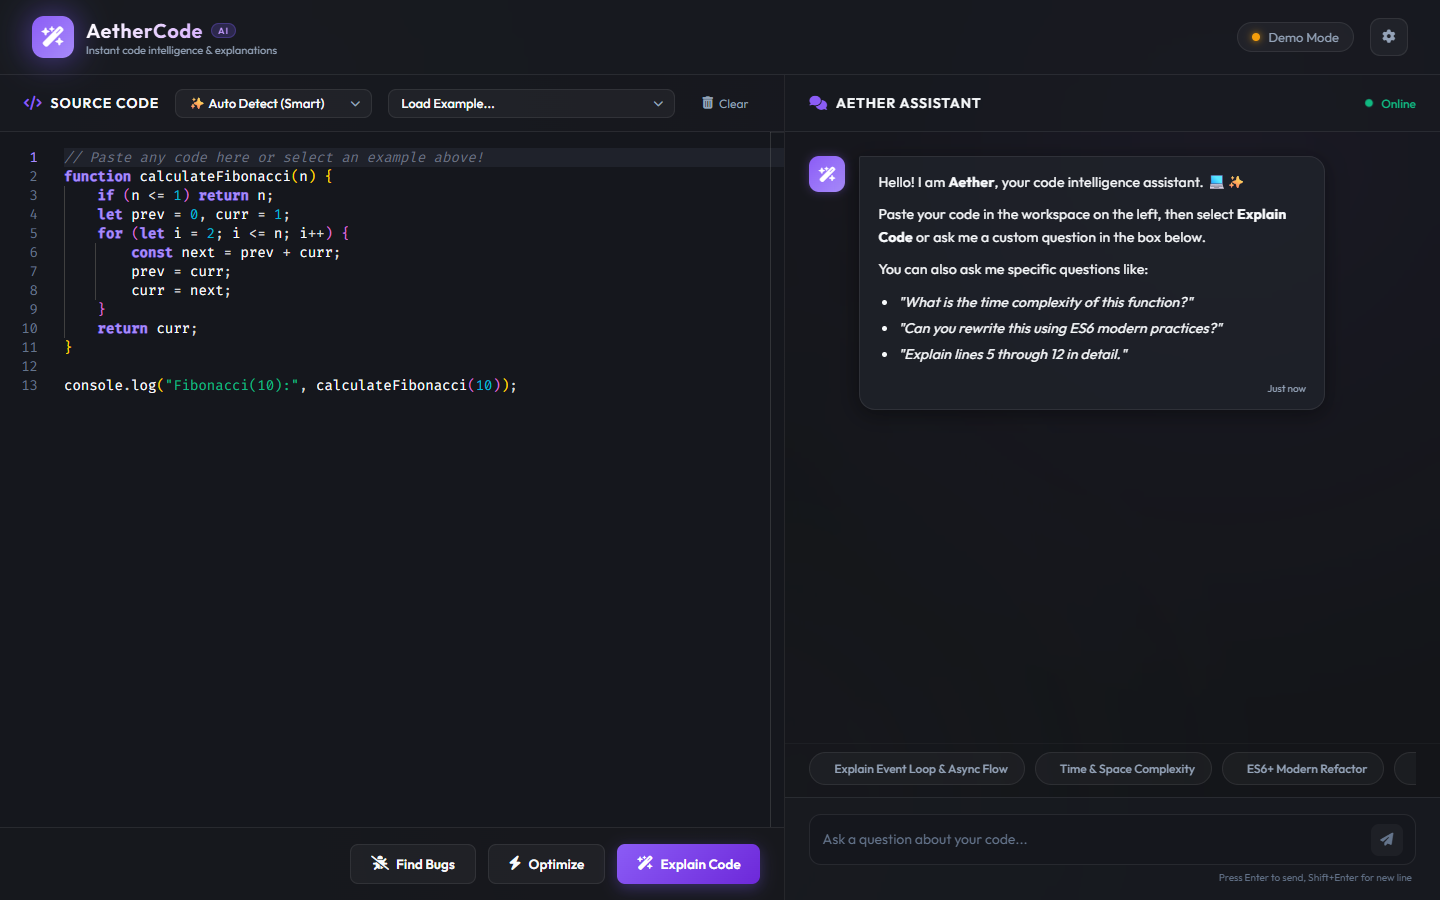 AetherCode AI
Instant code intelligence & explanations
Demo Mode
</> SOURCE CODE
✨ Auto Detect (Smart)
Load Example...
Clear
AETHER ASSISTANT
Online
1 // Paste any code here or select an example above!
2 function calculateFibonacci(n) {
3     if (n <= 1) return n;
4     let prev = 0, curr = 1;
5     for (let i = 2; i <= n; i++) {
6         const next = prev + curr;
7         prev = curr;
8         curr = next;
9     }
10     return curr;
11 }
12
13 console.log("Fibonacci(10):", calculateFibonacci(10));
Find Bugs
Optimize
Explain Code
Hello! I am Aether, your code intelligence assistant. 💻 ✨
Paste your code in the workspace on the left, then select Explain
Code or ask me a custom question in the box below.
You can also ask me specific questions like:
• "What is the time complexity of this function?"
• "Can you rewrite this using ES6 modern practices?"
• "Explain lines 5 through 12 in detail."
Just now
Explain Event Loop & Async Flow
Time & Space Complexity
ES6+ Modern Refactor
Ask a question about your code...
Press Enter to send, Shift+Enter for new line